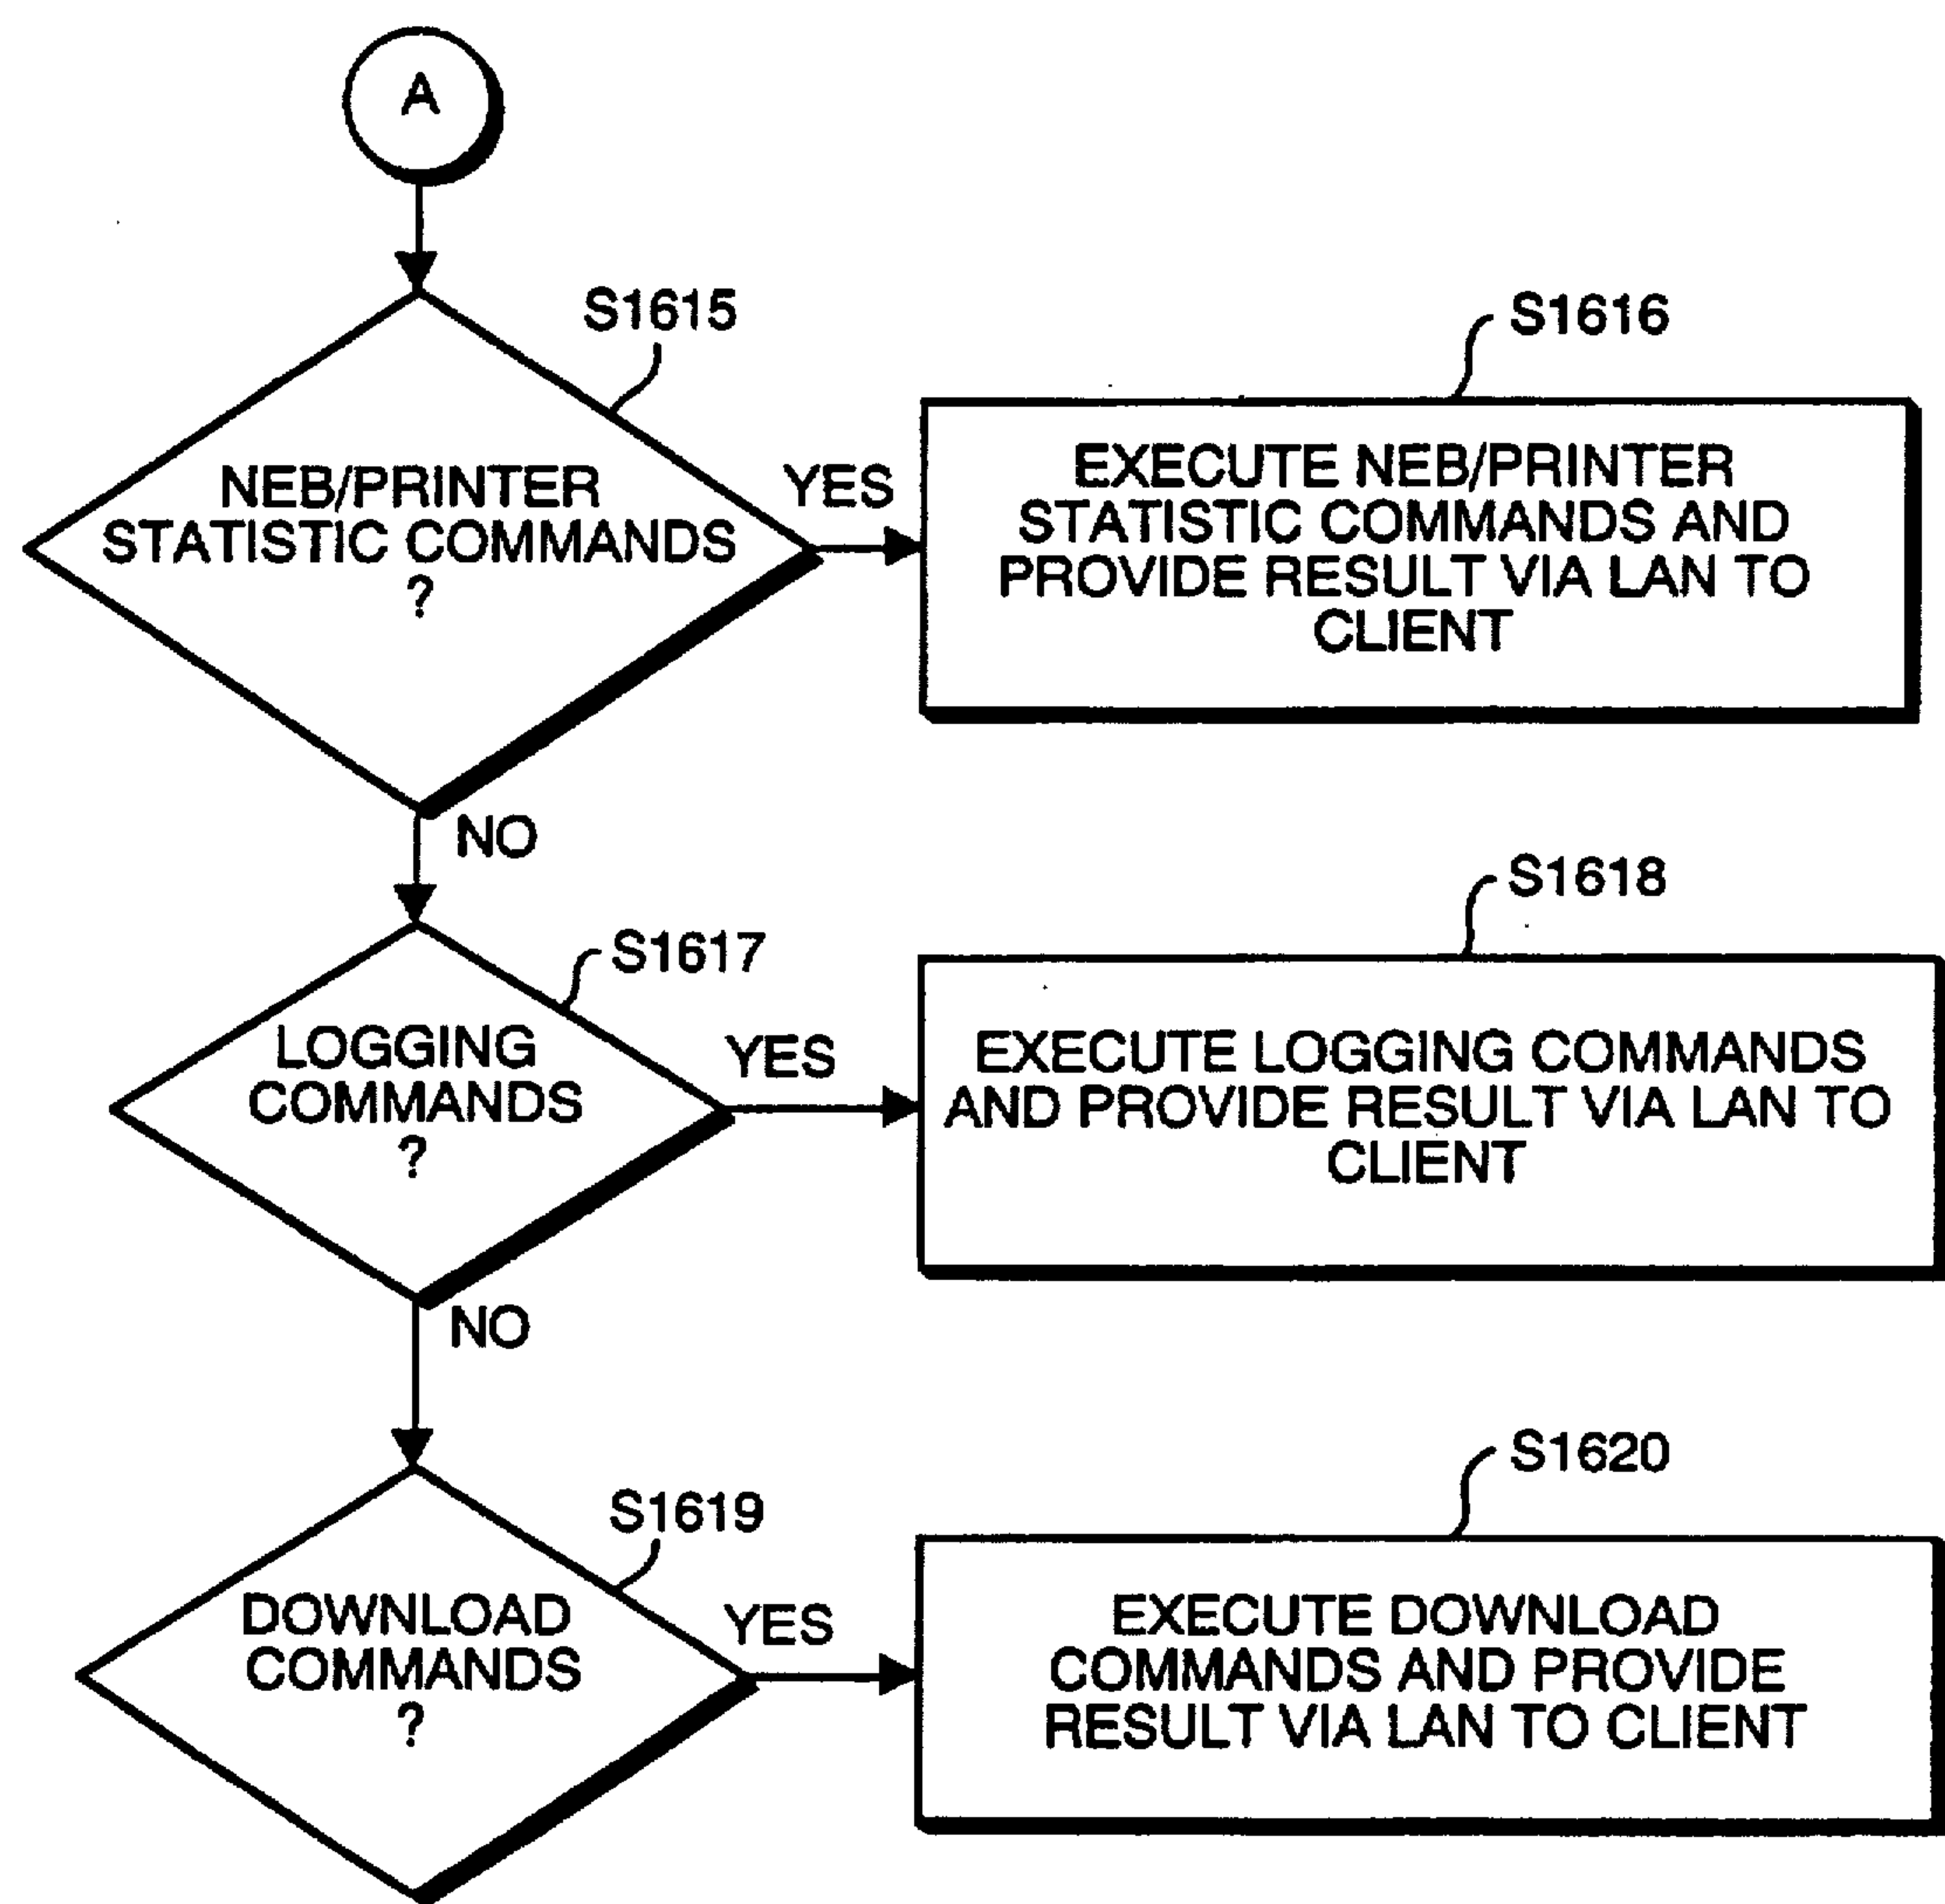 A
S1615
NEB/PRINTER
STATISTIC COMMANDS
?
YES
S1616
EXECUTE NEB/PRINTER
STATISTIC COMMANDS AND
PROVIDE RESULT VIA LAN TO
CLIENT
NO
S1617
LOGGING
COMMANDS
?
YES
S1618
EXECUTE LOGGING COMMANDS
AND PROVIDE RESULT VIA LAN TO
CLIENT
NO
S1619
DOWNLOAD
COMMANDS
?
YES
S1620
EXECUTE DOWNLOAD
COMMANDS AND PROVIDE
RESULT VIA LAN TO CLIENT